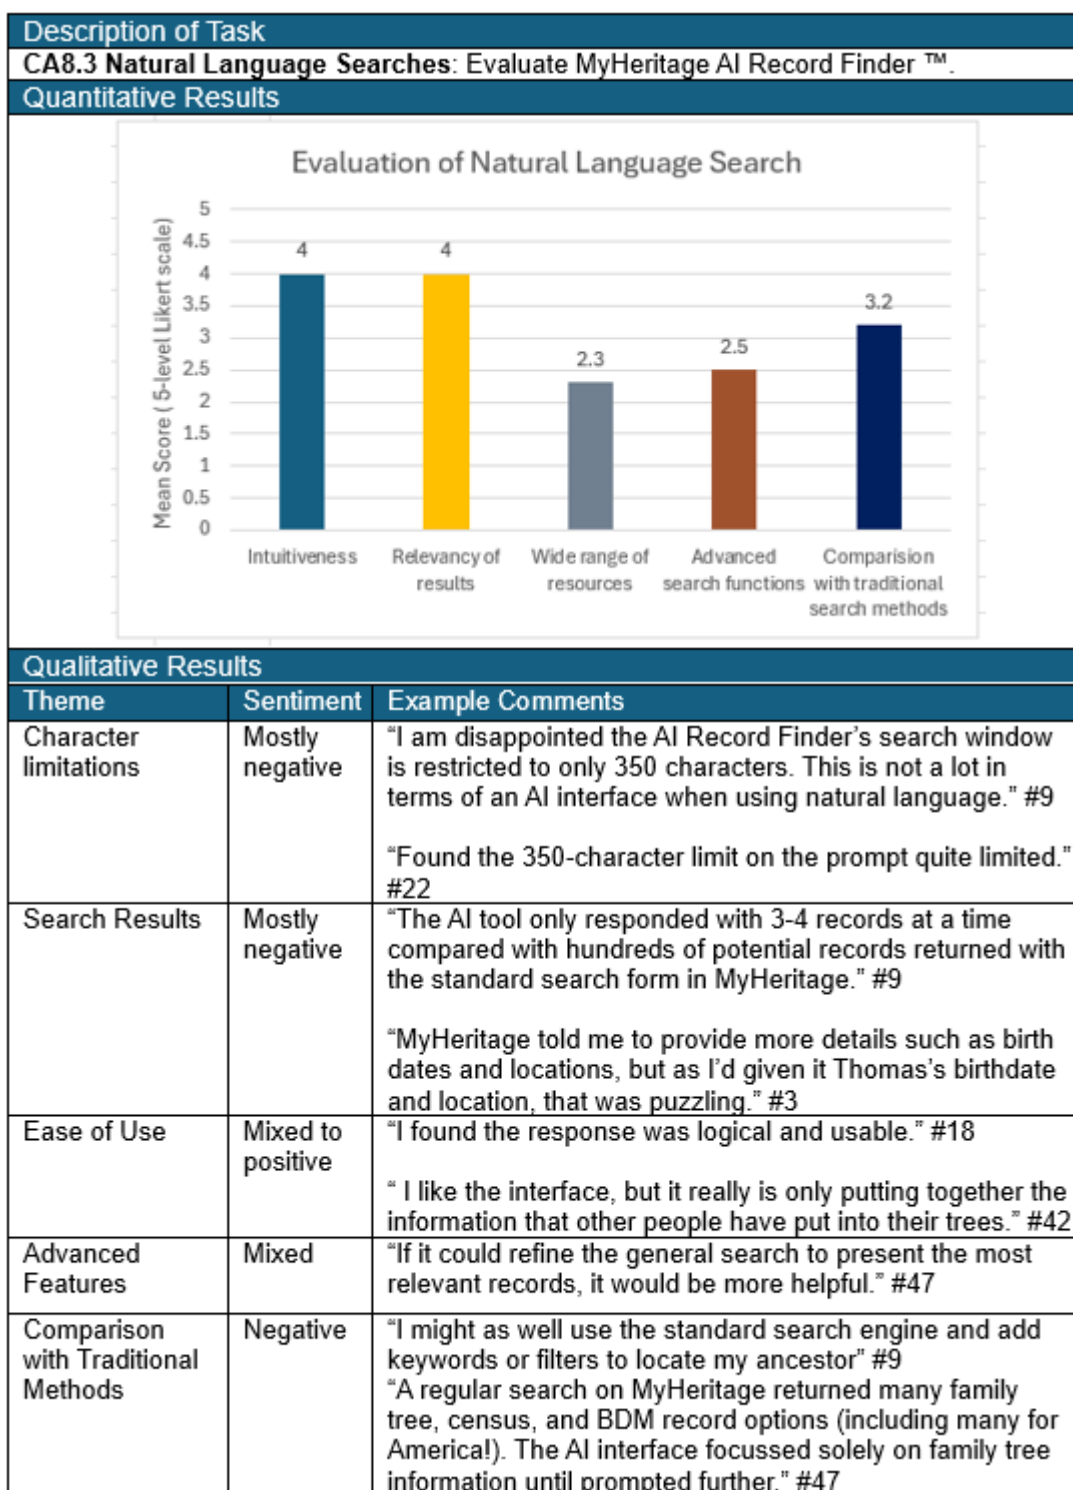 Description of Task
CA8.3 Natural Language Searches: Evaluate MyHeritage AI Record Finder ™.
Quantitative Results
Evaluation of Natural Language Search
Mean Score ( 5-level Likert scale)
5
4.5
4
3.5
3
2.5
2
1.5
1
0.5
0
4
4
2.3
2.5
3.2
Intuitiveness
Relevancy of
results
Wide range of
resources
Advanced
search functions
Comparision
with traditional
search methods
Qualitative Results
Theme Sentiment Example Comments
Character
limitations
Mostly
negative
“I am disappointed the AI Record Finder’s search window
is restricted to only 350 characters. This is not a lot in
terms of an AI interface when using natural language.” #9
“Found the 350-character limit on the prompt quite limited.”
#22
Search Results
Mostly
negative
“The AI tool only responded with 3-4 records at a time
compared with hundreds of potential records returned with
the standard search form in MyHeritage.” #9
“MyHeritage told me to provide more details such as birth
dates and locations, but as I’d given it Thomas’s birthdate
and location, that was puzzling.” #3
Ease of Use
Mixed to
positive
“I found the response was logical and usable.” #18
“ I like the interface, but it really is only putting together the
information that other people have put into their trees.” #42
Advanced
Features
Mixed
“If it could refine the general search to present the most
relevant records, it would be more helpful.” #47
Comparison
with Traditional
Methods
Negative
“I might as well use the standard search engine and add
keywords or filters to locate my ancestor” #9
“A regular search on MyHeritage returned many family
tree, census, and BDM record options (including many for
America!). The AI interface focussed solely on family tree
information until prompted further.” #47